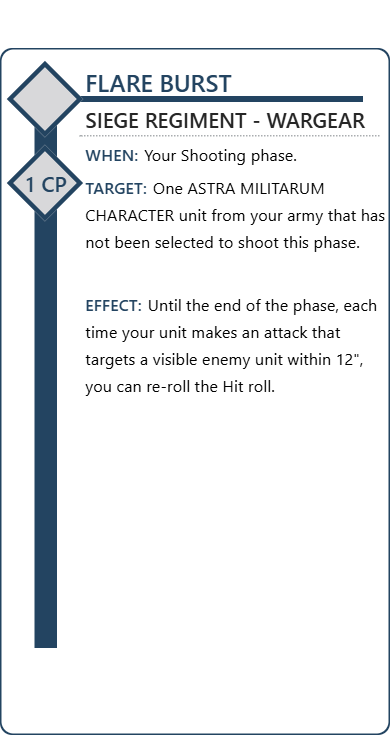 FLARE BURST
SIEGE REGIMENT - WARGEAR
WHEN: Your Shooting phase.
1 CP
TARGET: One ASTRA MILITARUM
CHARACTER unit from your army that has
not been selected to shoot this phase.
EFFECT: Until the end of the phase, each
time your unit makes an attack that
targets a visible enemy unit within 12",
you can re-roll the Hit roll.